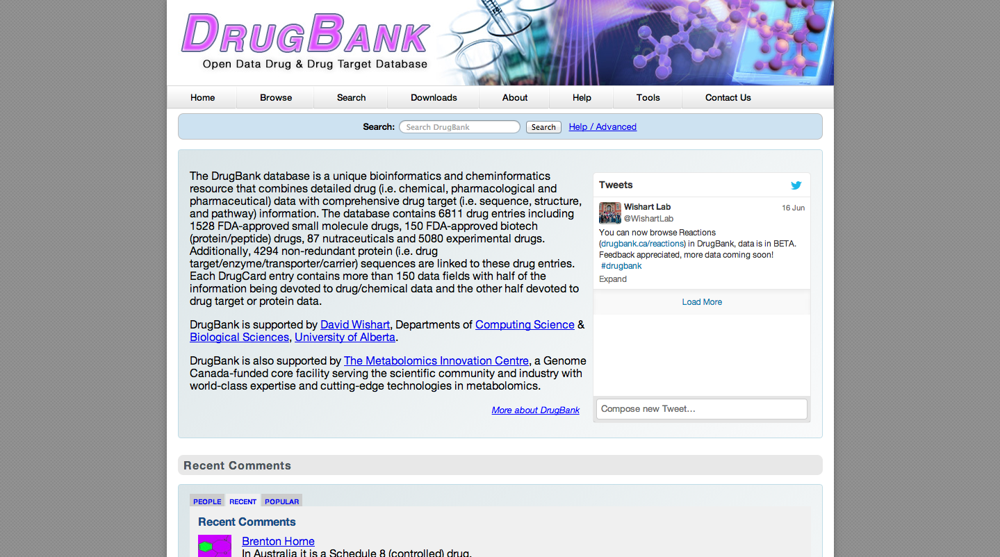 DRUGBANK
Open Data Drug & Drug Target Database
Home Browse Search Downloads About Help Tools Contact Us
Search: Search DrugBank Search Help / Advanced
The DrugBank database is a unique bioinformatics and cheminformatics
resource that combines detailed drug (i.e. chemical, pharmacological and
pharmaceutical) data with comprehensive drug target (i.e. sequence, structure,
and pathway) information. The database contains 6811 drug entries including
1528 FDA-approved small molecule drugs, 150 FDA-approved biotech
(protein/peptide) drugs, 87 nutraceuticals and 5080 experimental drugs.
Additionally, 4294 non-redundant protein (i.e. drug
target/enzyme/transporter/carrier) sequences are linked to these drug entries.
Each DrugCard entry contains more than 150 data fields with half of the
information being devoted to drug/chemical data and the other half devoted to
drug target or protein data.
DrugBank is supported by David Wishart, Departments of Computing Science &
Biological Sciences, University of Alberta.
DrugBank is also supported by The Metabolomics Innovation Centre, a Genome
Canada-funded core facility serving the scientific community and industry with
world-class expertise and cutting-edge technologies in metabolomics.
More about DrugBank
Tweets
Wishart Lab 16 Jun
@WishartLab
You can now browse Reactions
(drugbank.ca/reactions) in DrugBank, data is in BETA.
Feedback appreciated, more data coming soon!
#drugbank
Expand
Load More
Compose new Tweet...
Recent Comments
PEOPLE RECENT POPULAR
Recent Comments
Brenton Horne
In Australia it is a Schedule 8 (controlled) drug.